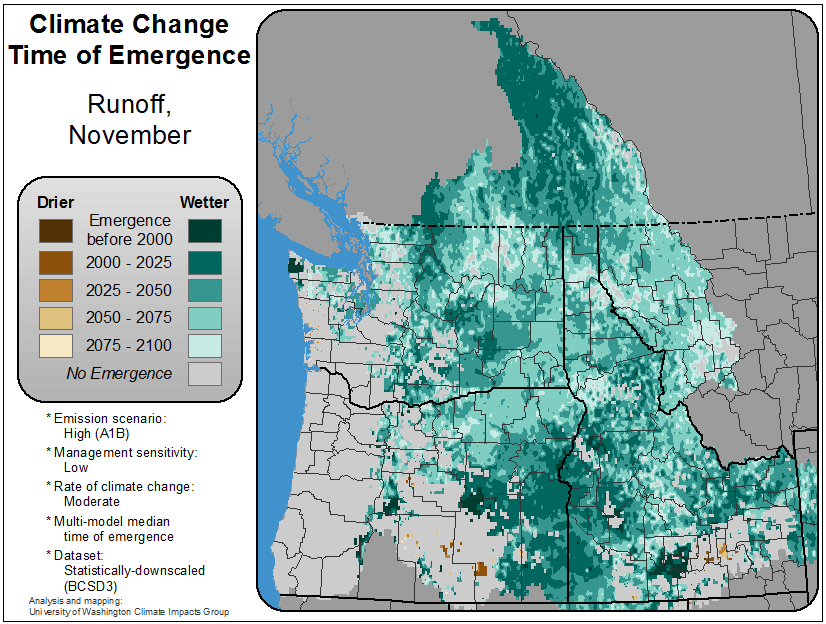 Climate Change
Time of Emergence
Runoff,
November
Drier
Wetter
Emergence
before 2000
2000 - 2025
2025 - 2050
2050 - 2075
2075 - 2100
No Emergence
* Emission scenario:
High (A1B)
* Management sensitivity:
Low
* Rate of climate change:
Moderate
* Multi-model median
time of emergence
* Dataset:
Statistically-downscaled
(BCSD3)
Analysis and mapping:
University of Washington Climate Impacts Group